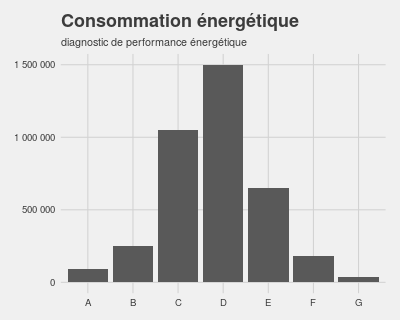 Consommation énergétique
diagnostic de performance énergétique
1 500 000
1 000 000
500 000
0
A B C D E F G